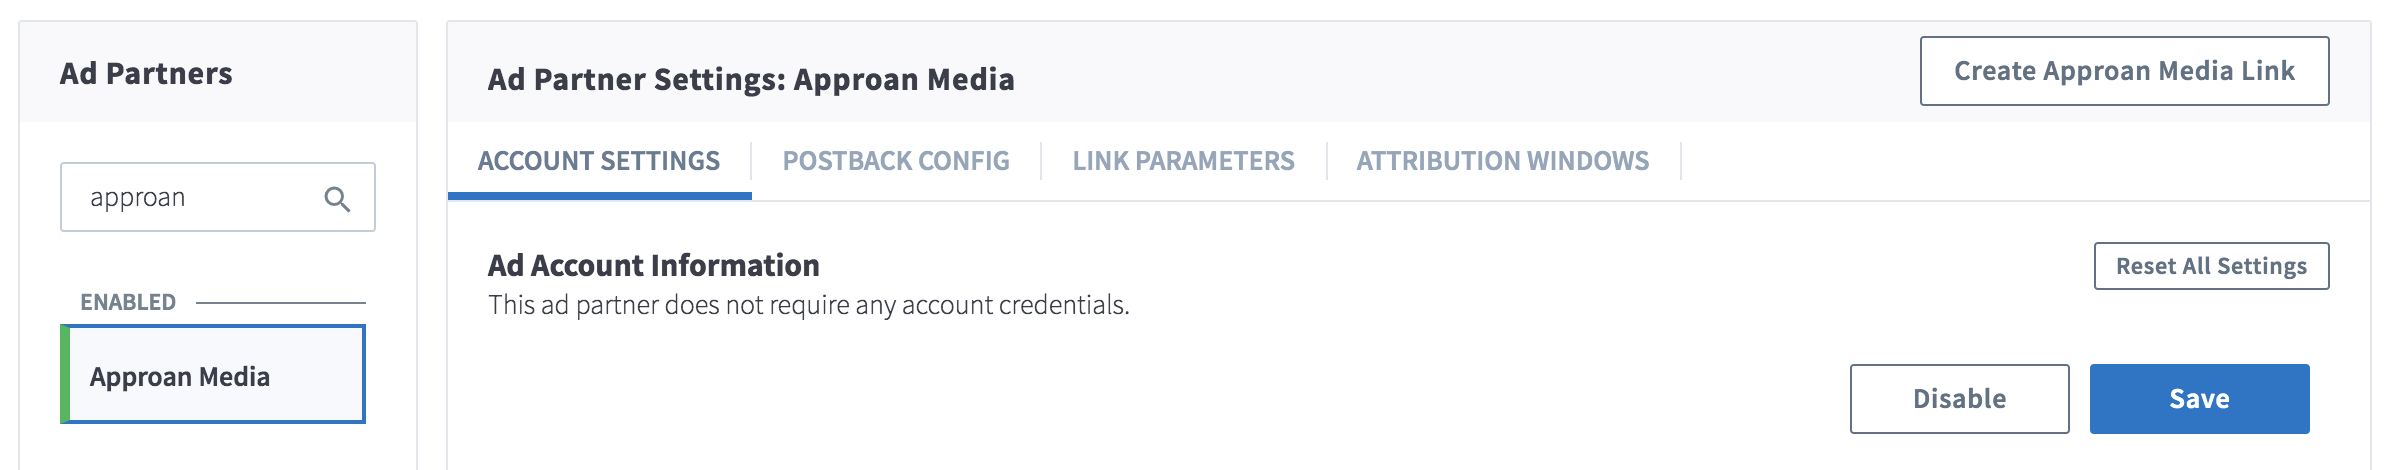 Ad Partners
approan
ENABLED
Approan Media
Ad Partner Settings: Approan Media
Create Approan Media Link
ACCOUNT SETTINGS
POSTBACK CONFIG
LINK PARAMETERS
ATTRIBUTION WINDOWS
Ad Account Information
Reset All Settings
This ad partner does not require any account credentials.
Disable
Save